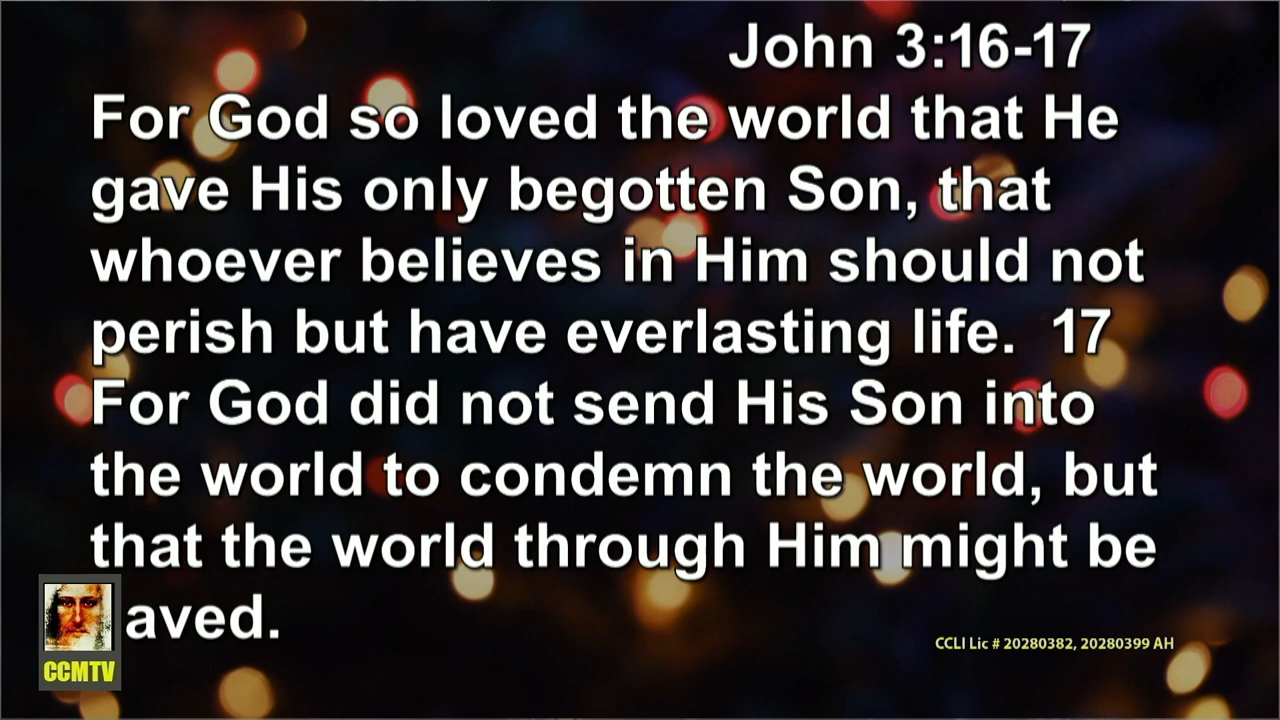 John 3:16-17
For God so loved the world that He
gave His only begotten Son, that
whoever believes in Him should not
perish but have everlasting life. 17
For God did not send His Son into
the world to condemn the world, but
that the world through Him might be
aved.
CCLI Lic # 20280382, 20280399 AH
CCMTV